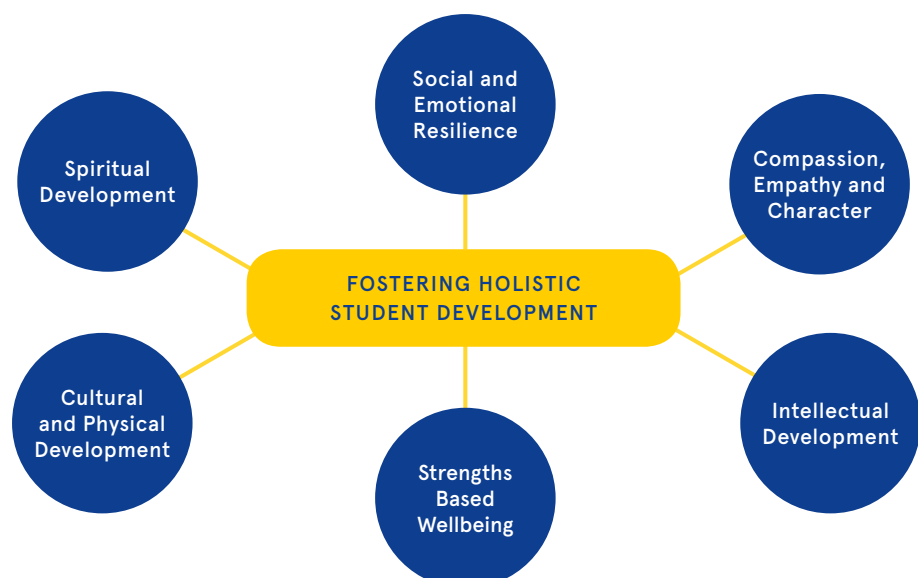 Social and
Emotional
Resilience
Spiritual
Development
Compassion,
Empathy and
Character
FOSTERING HOLISTIC
STUDENT DEVELOPMENT
Cultural
and Physical
Development
Intellectual
Development
Strengths
Based
Wellbeing